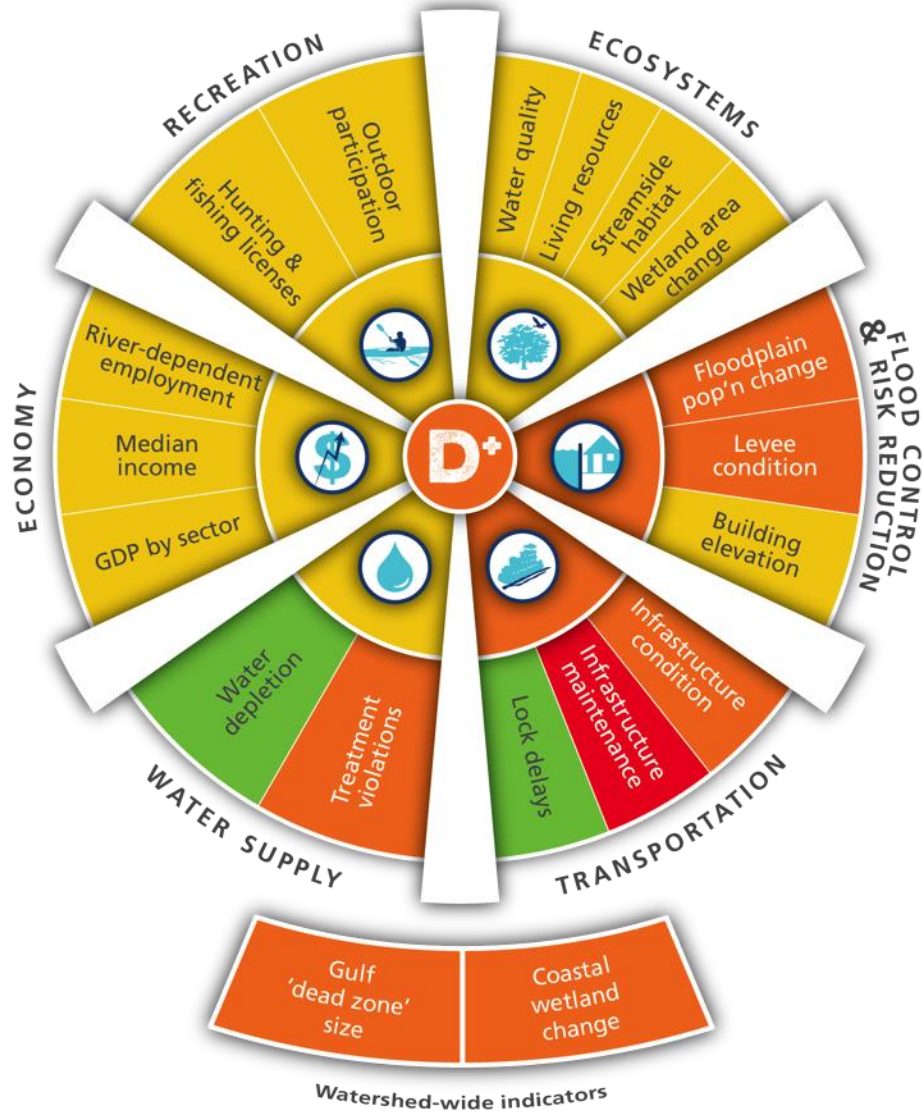 RECREATION
Hunting &
fishing licenses
Outdoor
participation
ECOSYSTEMS
Water quality
Living resources
Streamside
habitat
Wetland area
change
FLOOD CONTROL
& RISK REDUCTION
Floodplain
pop'n change
Levee
condition
Building
elevation
TRANSPORTATION
Infrastructure
condition
Infrastructure
maintenance
Lock delays
WATER SUPPLY
Treatment
violations
Water
depletion
ECONOMY
GDP by sector
Median
income
River-dependent
employment
$
D+
Gulf
'dead zone'
size
Coastal
wetland
change
Watershed-wide indicators